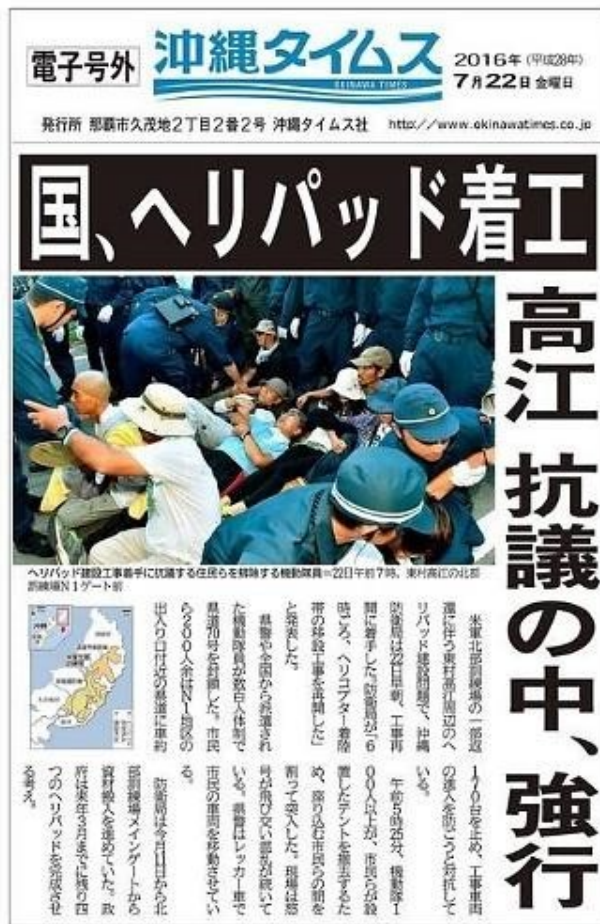 電子号外
沖縄タイムス
OKINAWA TIMES
2016年(平成28年)
7月22日 金曜日
発行所 那覇市久茂地2丁目2番2号 沖縄タイムス社 http://www.okinawatimes.co.jp
国、ヘリパッド着工
高江 抗議の中、強行
ヘリパッド建設工事着手に抗議する住民らを排除する機動隊員=22日午前7時、東村高江の北部
訓練場N1ゲート前
米軍北部訓練場の一部返
還に伴う東村高江周辺のヘ
リパッド建設問題で、沖縄
防衛局は22日早朝、工事再
開に着手した。防衛局が「6
時ごろ、ヘリコプター着陸
帯の移設工事を再開した」
と発表した。
県警や全国から派遣され
た機動隊員が数百人体制で
県道70号を封鎖した。市民
ら200人余はN1地区の
出入り口付近の県道に車約
170台を止め、工事車両
の進入を防ごうと対抗して
いる。
午前5時25分、機動隊1
00人以上が、市民らが設
置したテントを撤去するた
め、座り込む市民らの間を
割って突入した。現場は怒
号が飛び交い混乱が続いて
いる。県警はレッカー車で
市民の車両を移動させてい
る。
防衛局は今月11日から北
部訓練場メインゲートから
資材搬入を進めていた。政
府は来年3月までに残り四
つのヘリパッドを完成させ
る考え。